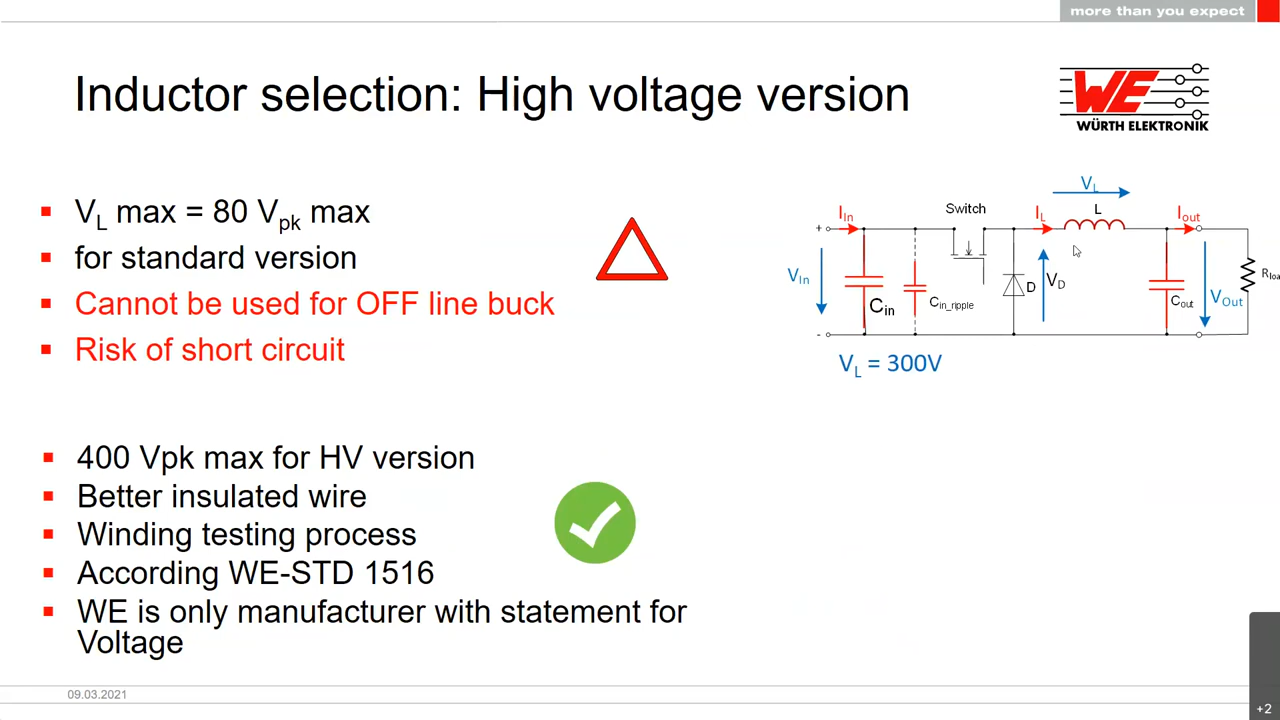 more than you expect
Inductor selection: High voltage version
WE
WÜRTH ELEKTRONIK
VL max = 80 Vpk max
for standard version
Cannot be used for OFF line buck
Risk of short circuit
VL
Iin
Switch
IL
L
Iout
+
VIn
Cin
Cin_ripple
D
VD
Cout
VOut
Rloa
-
VL = 300V
400 Vpk max for HV version
Better insulated wire
Winding testing process
According WE-STD 1516
WE is only manufacturer with statement for
Voltage
09.03.2021
+2